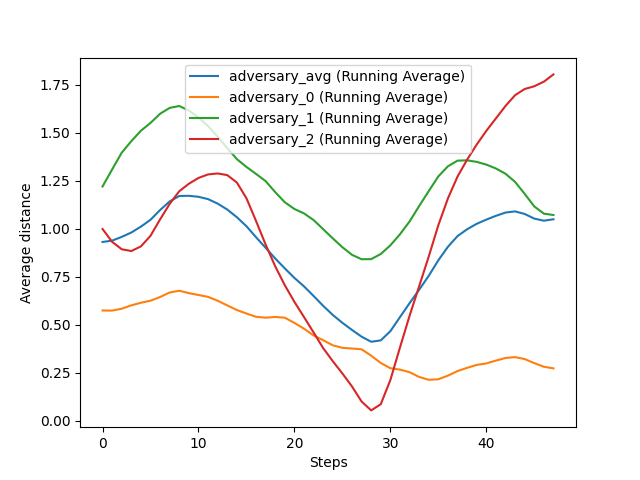 adversary_avg (Running Average)
adversary_0 (Running Average)
adversary_1 (Running Average)
adversary_2 (Running Average)
1.75
1.50
1.25
1.00
0.75
0.50
0.25
0.00
Average distance
0 10 20 30 40
Steps